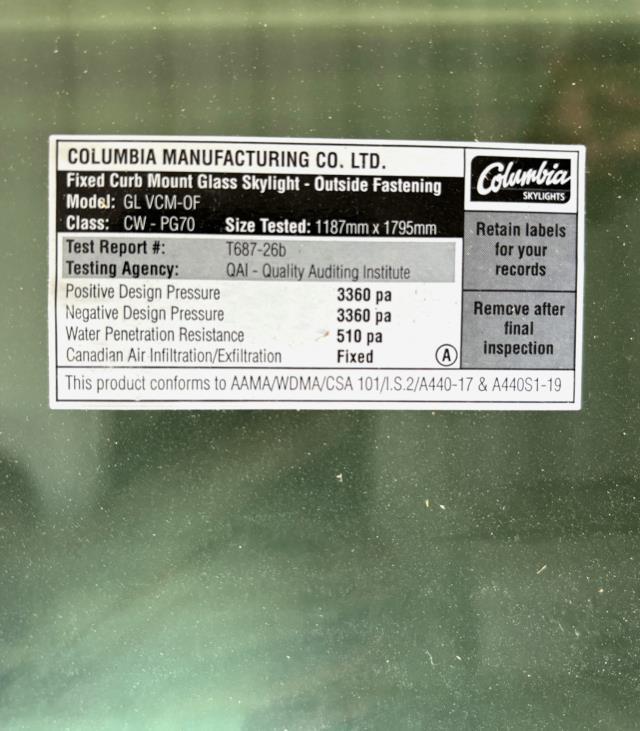 COLUMBIA MANUFACTURING CO. LTD.
Fixed Curb Mount Glass Skylight - Outside Fastening
Model: GL VCM-OF
Class: CW - PG70 Size Tested: 1187mm x 1795mm
Test Report #: T687-26b
Testing Agency: QAI - Quality Auditing Institute
Positive Design Pressure 3360 pa
Negative Design Pressure 3360 pa
Water Penetration Resistance 510 pa
Canadian Air Infiltration/Exfiltration Fixed A
Columbia
SKYLIGHTS
Retain labels
for your
records
Remove after
final
inspection
This product conforms to AAMA/WDMA/CSA 101/I.S.2/A440-17 & A440S1-19